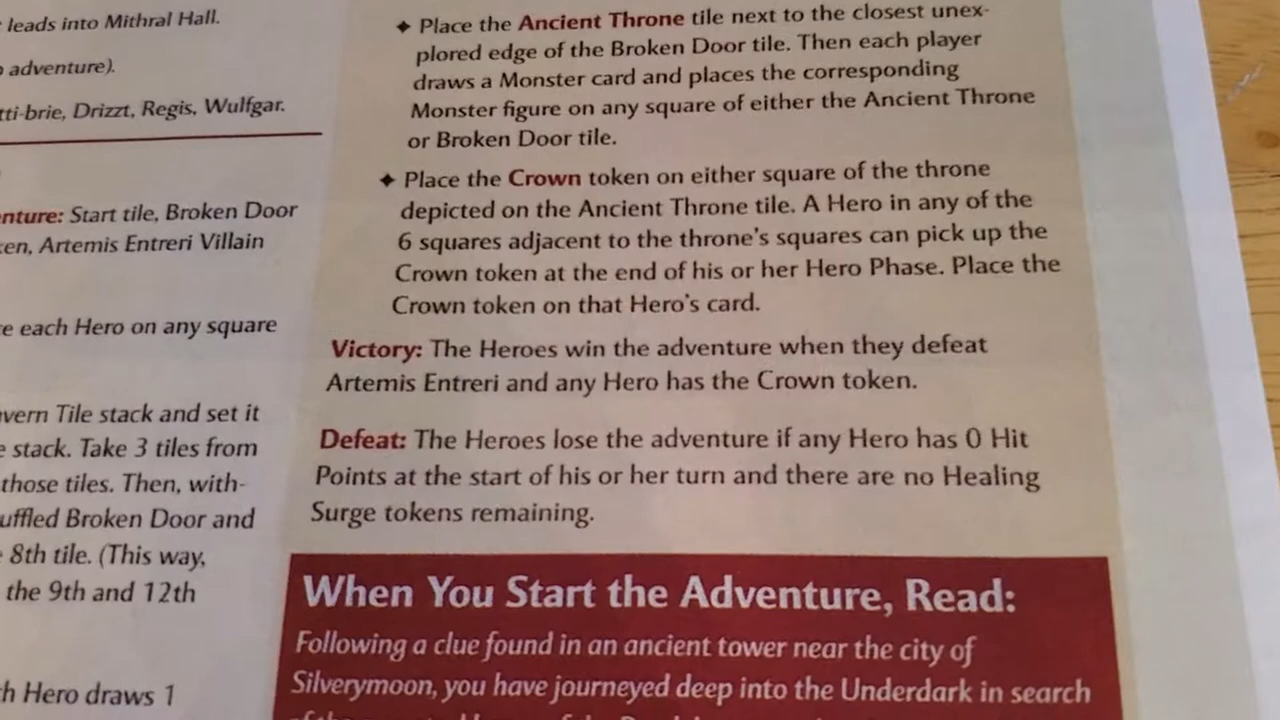 leads into Mithral Hall.
adventure).
tti-brie, Drizzt, Regis, Wulfgar.
enture: Start tile, Broken Door
ken, Artemis Entreri Villain
e each Hero on any square
vern Tile stack and set it
stack. Take 3 tiles from
those tiles. Then, with-
uffled Broken Door and
8th tile. (This way,
the 9th and 12th
h Hero draws 1
✦ Place the Ancient Throne tile next to the closest unex-
plored edge of the Broken Door tile. Then each player
draws a Monster card and places the corresponding
Monster figure on any square of either the Ancient Throne
or Broken Door tile.
✦ Place the Crown token on either square of the throne
depicted on the Ancient Throne tile. A Hero in any of the
6 squares adjacent to the throne's squares can pick up the
Crown token at the end of his or her Hero Phase. Place the
Crown token on that Hero's card.
Victory: The Heroes win the adventure when they defeat
Artemis Entreri and any Hero has the Crown token.
Defeat: The Heroes lose the adventure if any Hero has 0 Hit
Points at the start of his or her turn and there are no Healing
Surge tokens remaining.
When You Start the Adventure, Read:
Following a clue found in an ancient tower near the city of
Silverymoon, you have journeyed deep into the Underdark in search